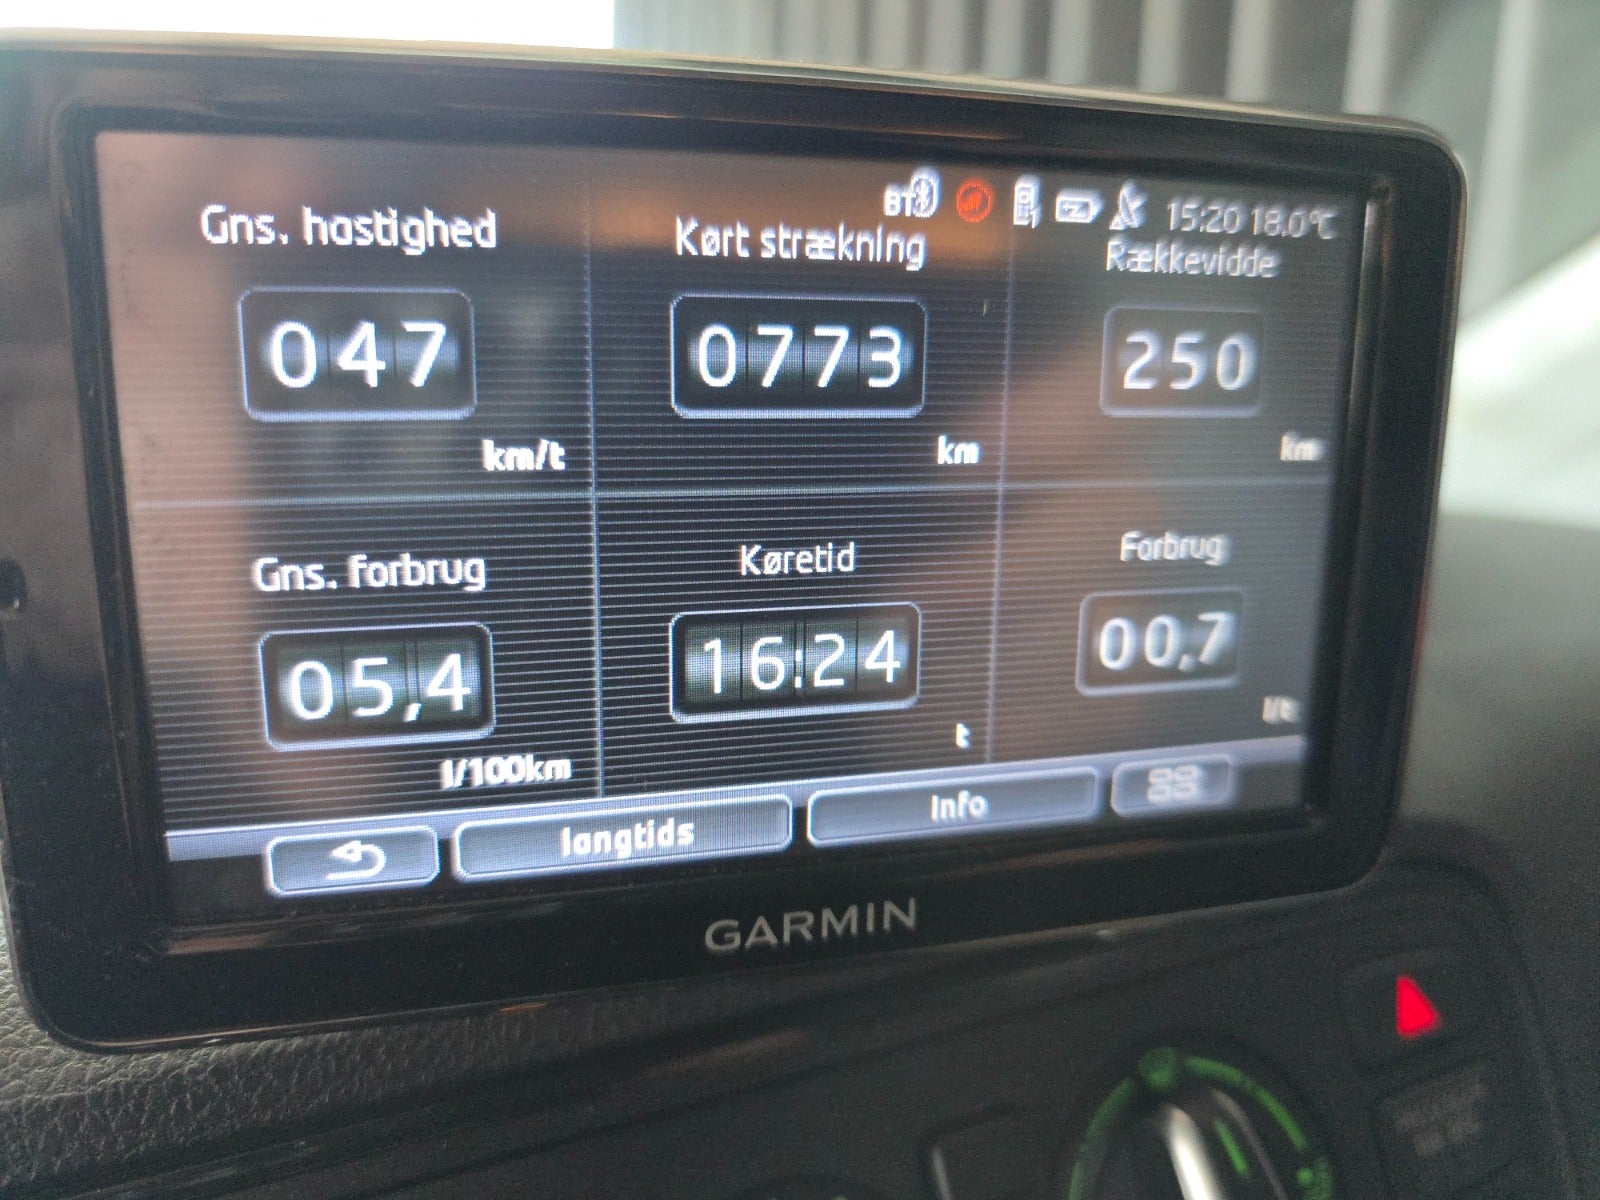 BT 15:20 18.0°C
Gns. hastighed
047
km/t
Kørt strækning
0773
km
Rækkevidde
250
km
Gns. forbrug
05,4
l/100km
Køretid
16:24
t
Forbrug
00,7
l/t
langtids
Info
GARMIN